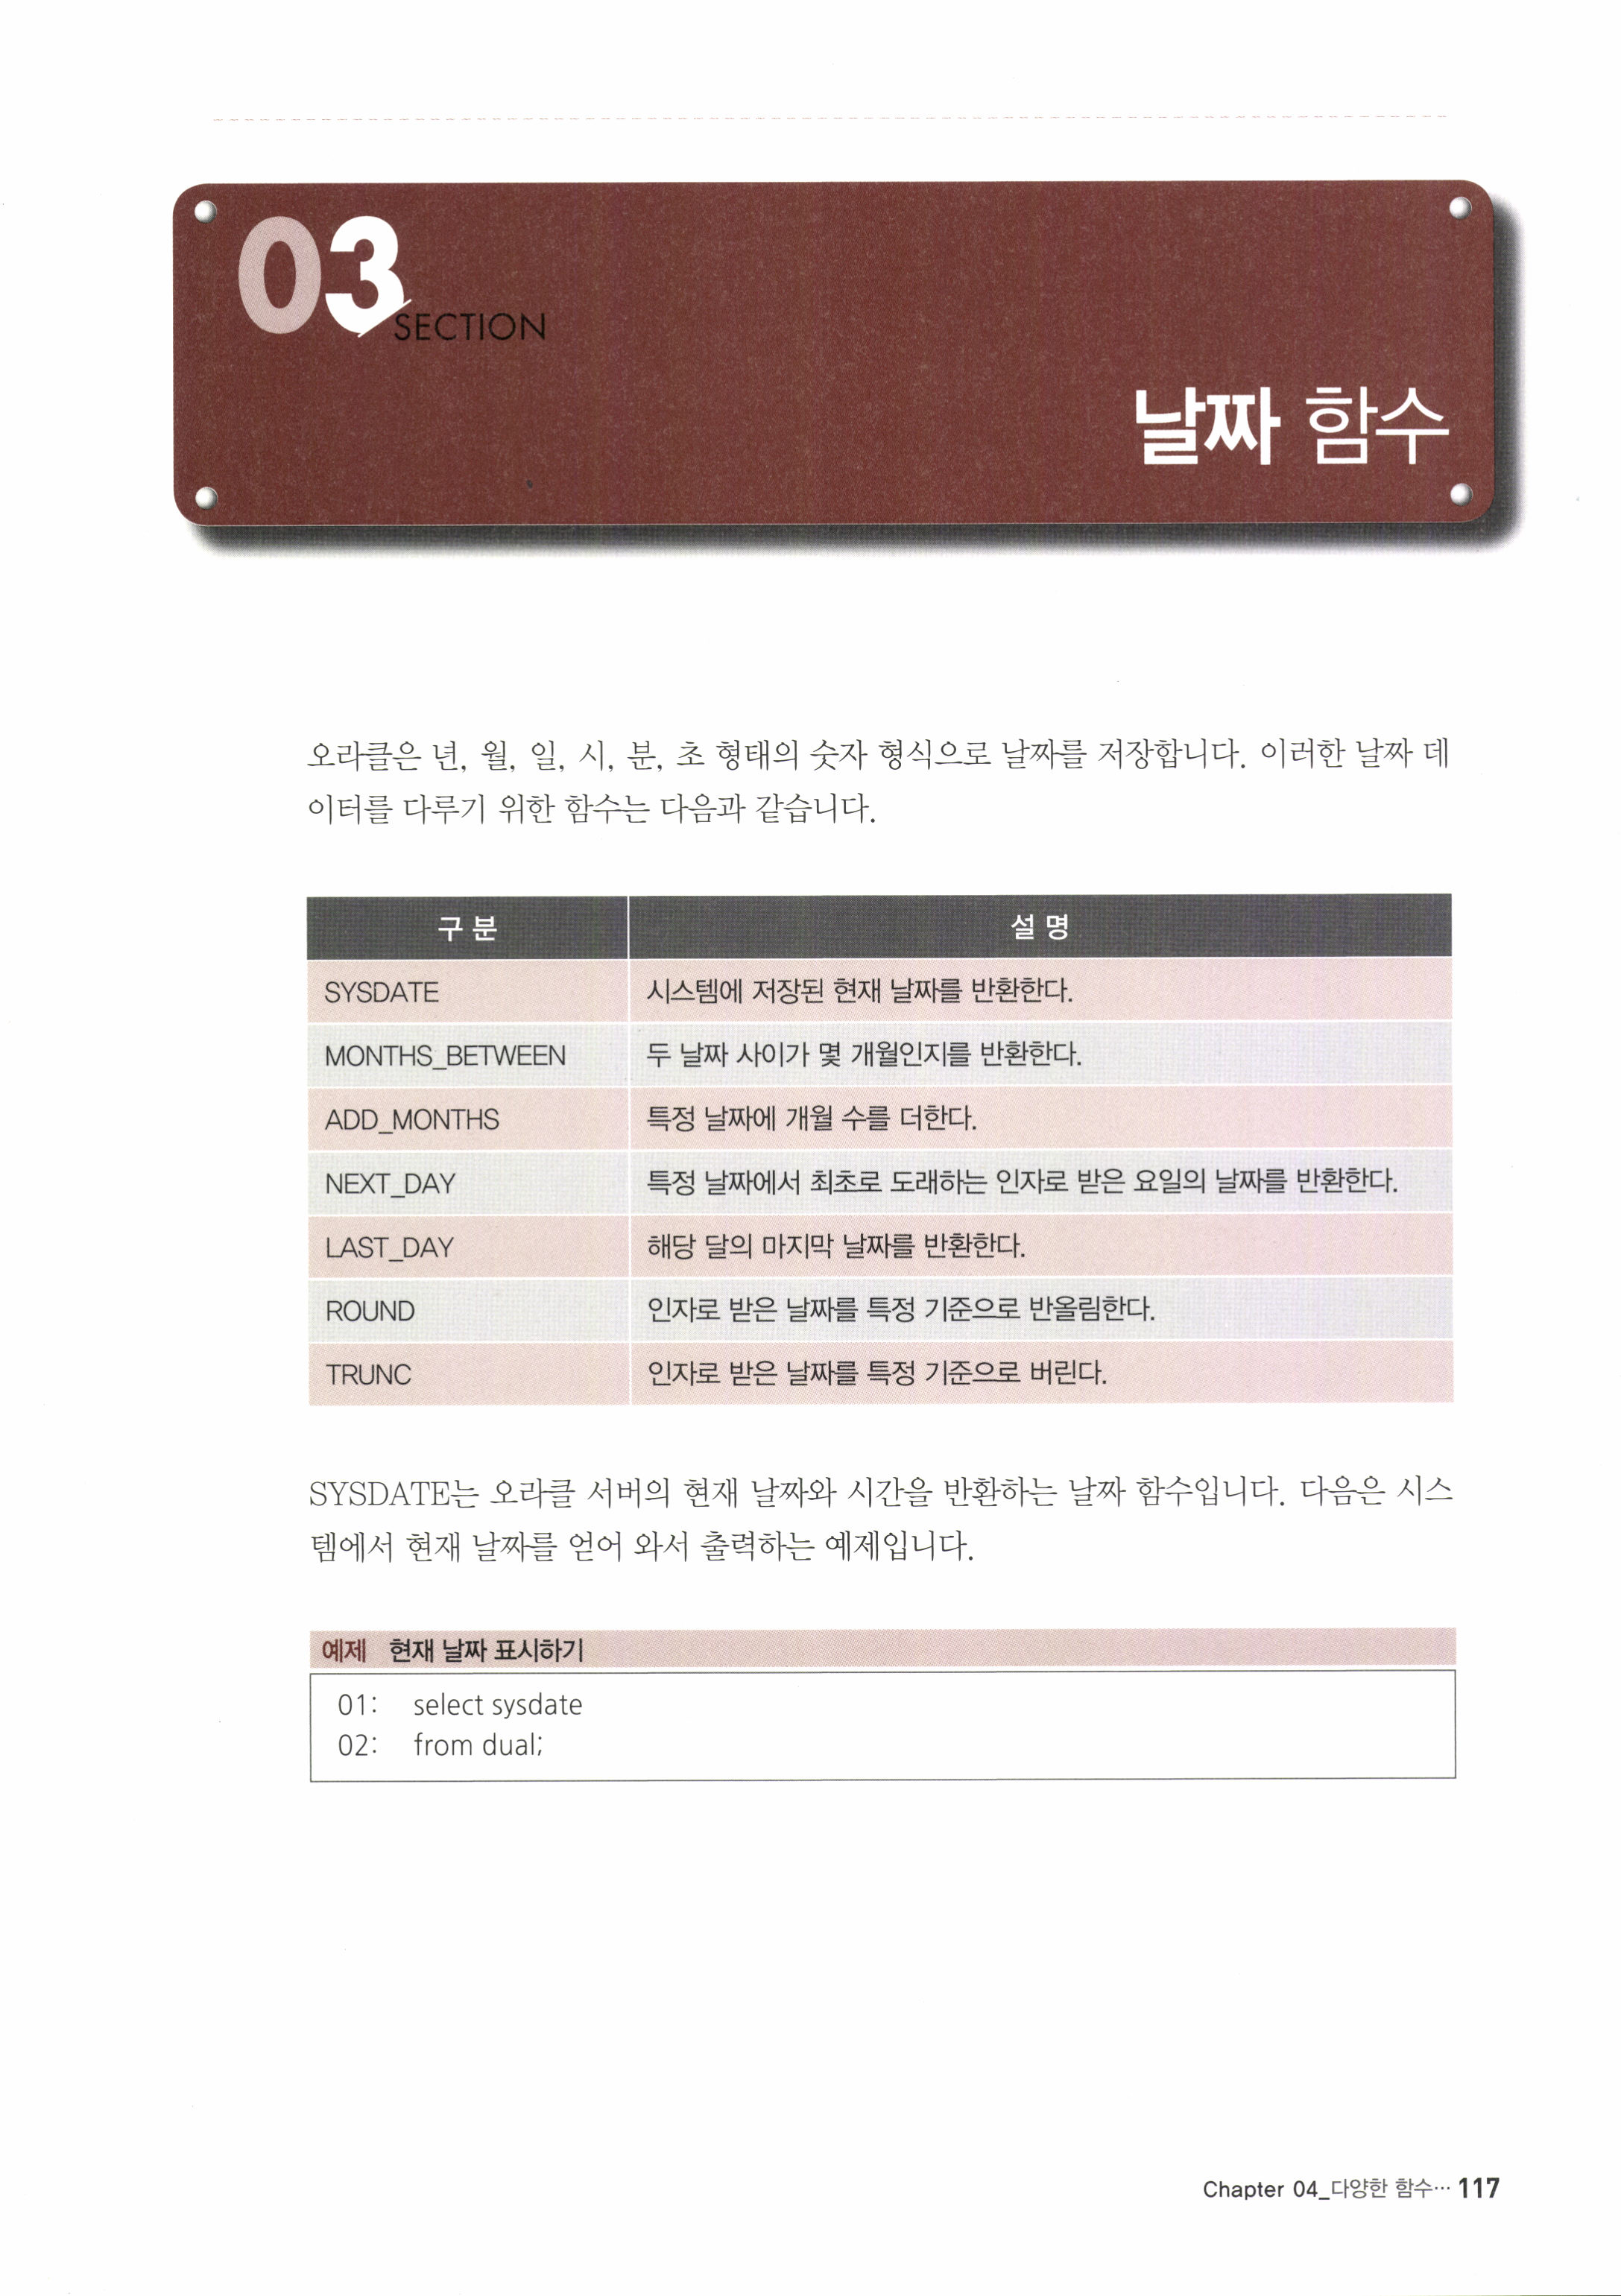 03
SECTION
날짜 함수
오라클은 년, 월, 일, 시, 분, 초 형태의 숫자 형식으로 날짜를 저장합니다. 이러한 날짜 데
이터를 다루기 위한 함수는 다음과 같습니다.
구 분 설 명
SYSDATE 시스템에 저장된 현재 날짜를 반환한다.
MONTHS_BETWEEN 두 날짜 사이가 몇 개월인지를 반환한다.
ADD_MONTHS 특정 날짜에 개월 수를 더한다.
NEXT_DAY 특정 날짜에서 최초로 도래하는 인자로 받은 요일의 날짜를 반환한다.
LAST_DAY 해당 달의 마지막 날짜를 반환한다.
ROUND 인자로 받은 날짜를 특정 기준으로 반올림한다.
TRUNC 인자로 받은 날짜를 특정 기준으로 버린다.
SYSDATE는 오라클 서버의 현재 날짜와 시간을 반환하는 날짜 함수입니다. 다음은 시스
템에서 현재 날짜를 얻어 와서 출력하는 예제입니다.
예제 현재 날짜 표시하기
01: select sysdate
02: from dual;
Chapter 04_다양한 함수··· 117